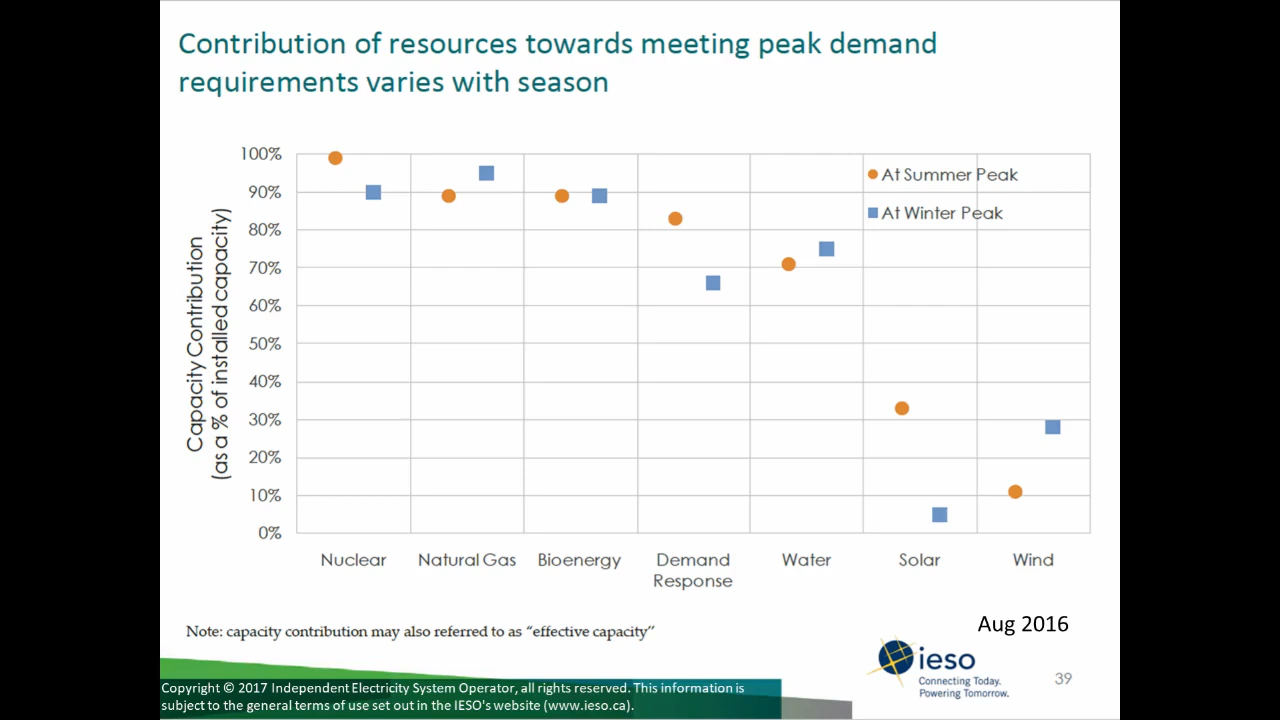 Contribution of resources towards meeting peak demand
requirements varies with season
Capacity Contribution
(as a % of installed capacity)
100%
90%
80%
70%
60%
50%
40%
30%
20%
10%
0%
At Summer Peak
At Winter Peak
Nuclear
Natural Gas
Bioenergy
Demand
Response
Water
Solar
Wind
Note: capacity contribution may also referred to as “effective capacity”
Aug 2016
ieso
Connecting Today.
Powering Tomorrow.
39
Copyright © 2017 Independent Electricity System Operator, all rights reserved. This information is
subject to the general terms of use set out in the IESO's website (www.ieso.ca).